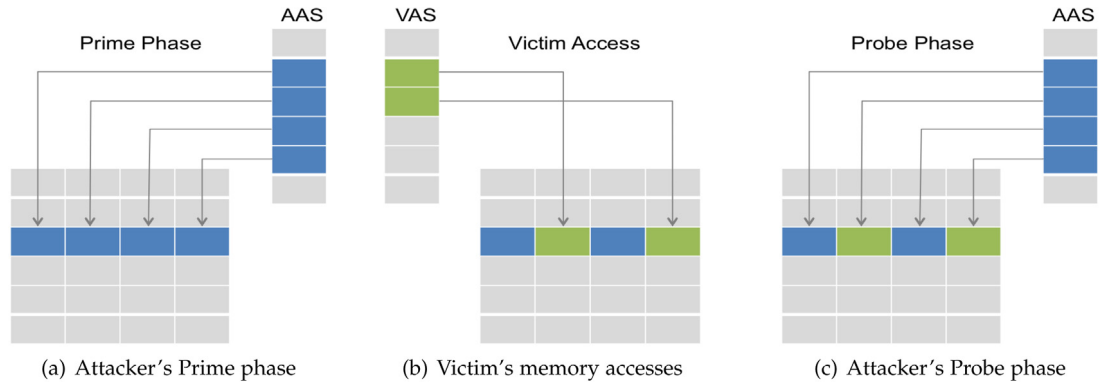 AAS
Prime Phase
VAS
Victim Access
AAS
Probe Phase
(a) Attacker's Prime phase
(b) Victim's memory accesses
(c) Attacker's Probe phase